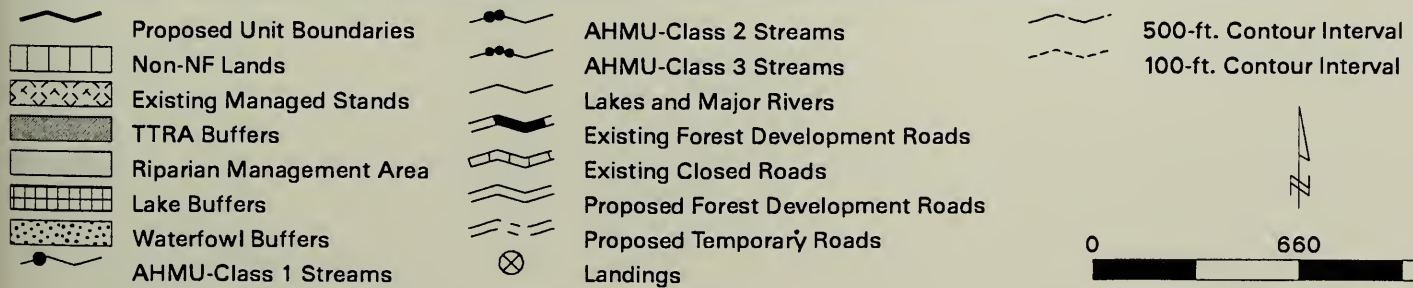 Proposed Unit Boundaries
Non-NF Lands
Existing Managed Stands
TTRA Buffers
Riparian Management Area
Lake Buffers
Waterfowl Buffers
AHMU-Class 1 Streams
AHMU-Class 2 Streams
AHMU-Class 3 Streams
Lakes and Major Rivers
Existing Forest Development Roads
Existing Closed Roads
Proposed Forest Development Roads
Proposed Temporary Roads
Landings
500-ft. Contour Interval
100-ft. Contour Interval
N
0 660